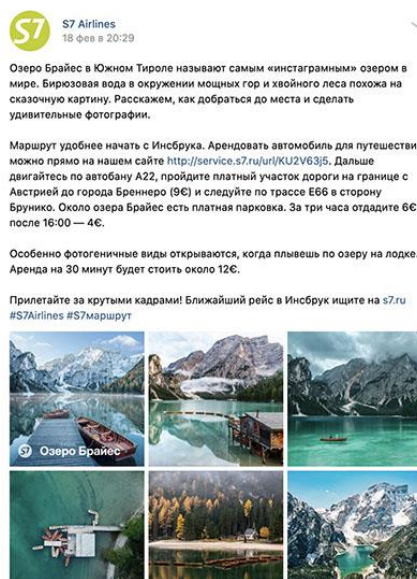 S7
S7 Airlines
18 фев в 20:29
Озеро Брайес в Южном Тироле называют самым «инстаграмным» озером в
мире. Бирюзовая вода в окружении мощных гор и хвойного леса похожа на
сказочную картину. Расскажем, как добраться до места и сделать
удивительные фотографии.
Маршрут удобнее начать с Инсбрука. Арендовать автомобиль для путешестви
можно прямо на нашем сайте http://service.s7.ru/url/KU2V63j5. Дальше
двигайтесь по автобану А22, пройдите платный участок дороги на границе с
Австрией до города Бреннеро (9€) и следуйте по трассе Е66 в сторону
Брунико. Около озера Брайес есть платная парковка. За три часа отдадите 6€
после 16:00 — 4€.
Особенно фотогеничные виды открываются, когда плывешь по озеру на лодке.
Аренда на 30 минут будет стоить около 12€.
Прилетайте за крутыми кадрами! Ближайший рейс в Инсбрук ищите на s7.ru
#S7Airlines #S7маршрут
S7 Озеро Брайес